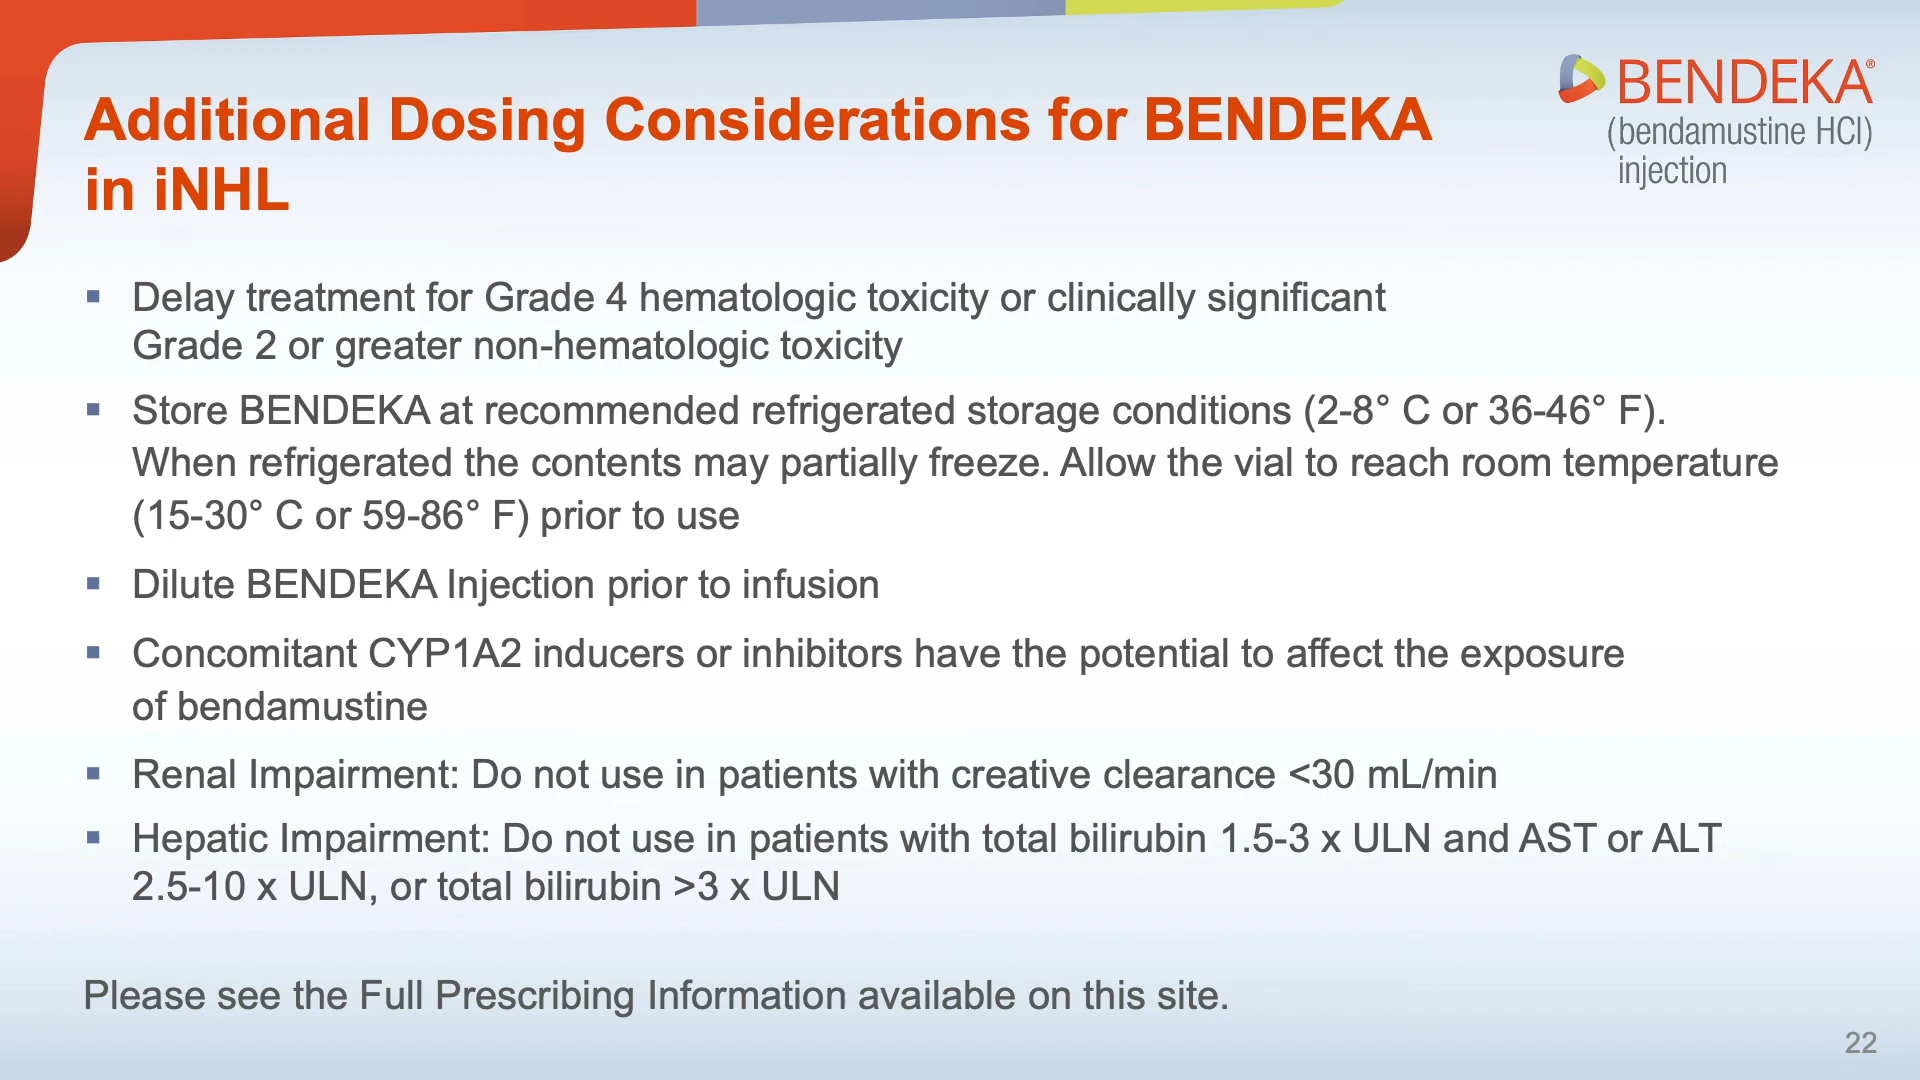 Additional Dosing Considerations for BENDEKA
in iNHL
BENDEKA®
(bendamustine HCl)
injection
▪ Delay treatment for Grade 4 hematologic toxicity or clinically significant
Grade 2 or greater non-hematologic toxicity
▪ Store BENDEKA at recommended refrigerated storage conditions (2-8° C or 36-46° F).
When refrigerated the contents may partially freeze. Allow the vial to reach room temperature
(15-30° C or 59-86° F) prior to use
▪ Dilute BENDEKA Injection prior to infusion
▪ Concomitant CYP1A2 inducers or inhibitors have the potential to affect the exposure
of bendamustine
▪ Renal Impairment: Do not use in patients with creative clearance <30 mL/min
▪ Hepatic Impairment: Do not use in patients with total bilirubin 1.5-3 x ULN and AST or ALT
2.5-10 x ULN, or total bilirubin >3 x ULN
Please see the Full Prescribing Information available on this site.
22